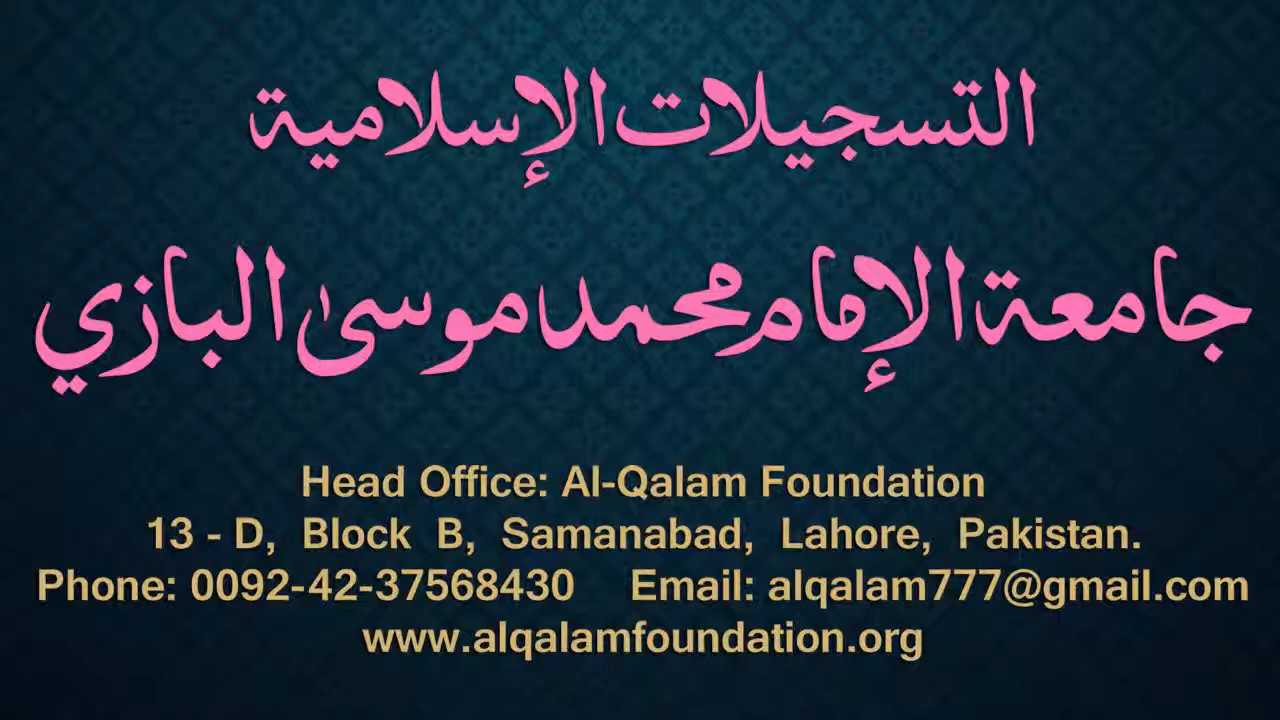 التسجيلات الإسلامية
جامعة الإمام محمد موسىٰ البازي
Head Office: Al-Qalam Foundation
13 - D, Block B, Samanabad, Lahore, Pakistan.
Phone: 0092-42-37568430 Email: alqalam777@gmail.com
www.alqalamfoundation.org